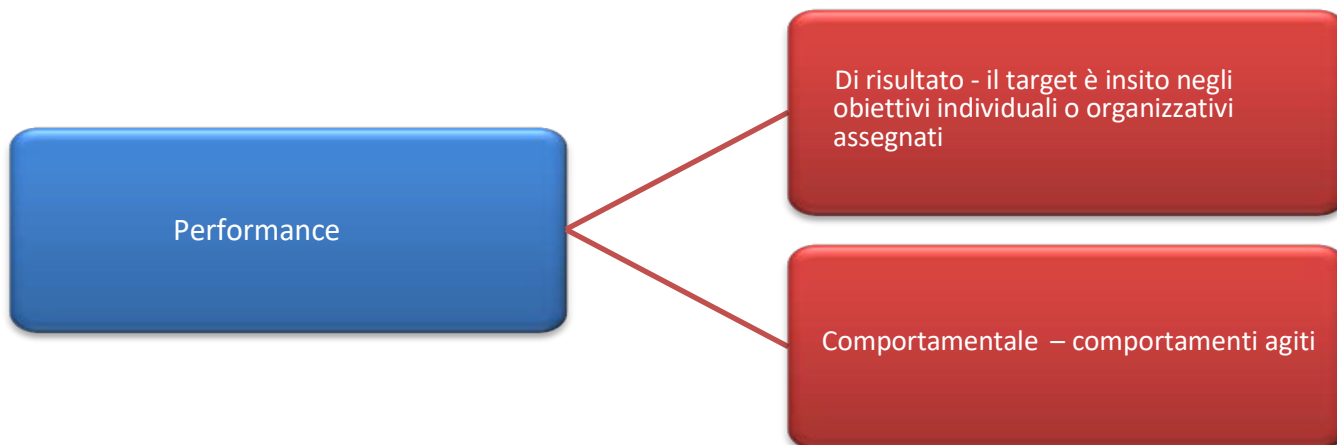 Performance
Di risultato - il target è insito negli
obiettivi individuali o organizzativi
assegnati
Comportamentale – comportamenti agiti